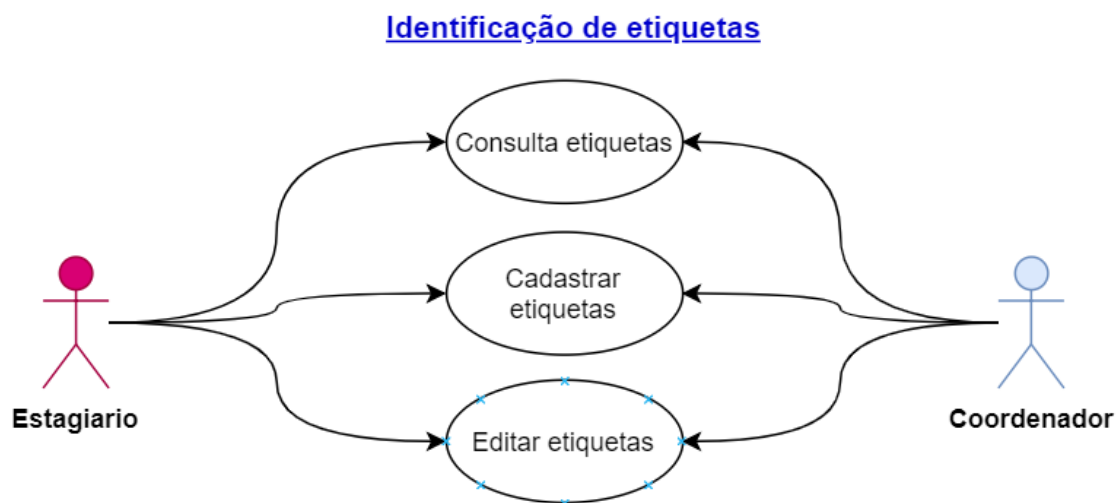 Identificação de etiquetas
Consulta etiquetas
Cadastrar
etiquetas
Editar etiquetas
Estagiario
Coordenador